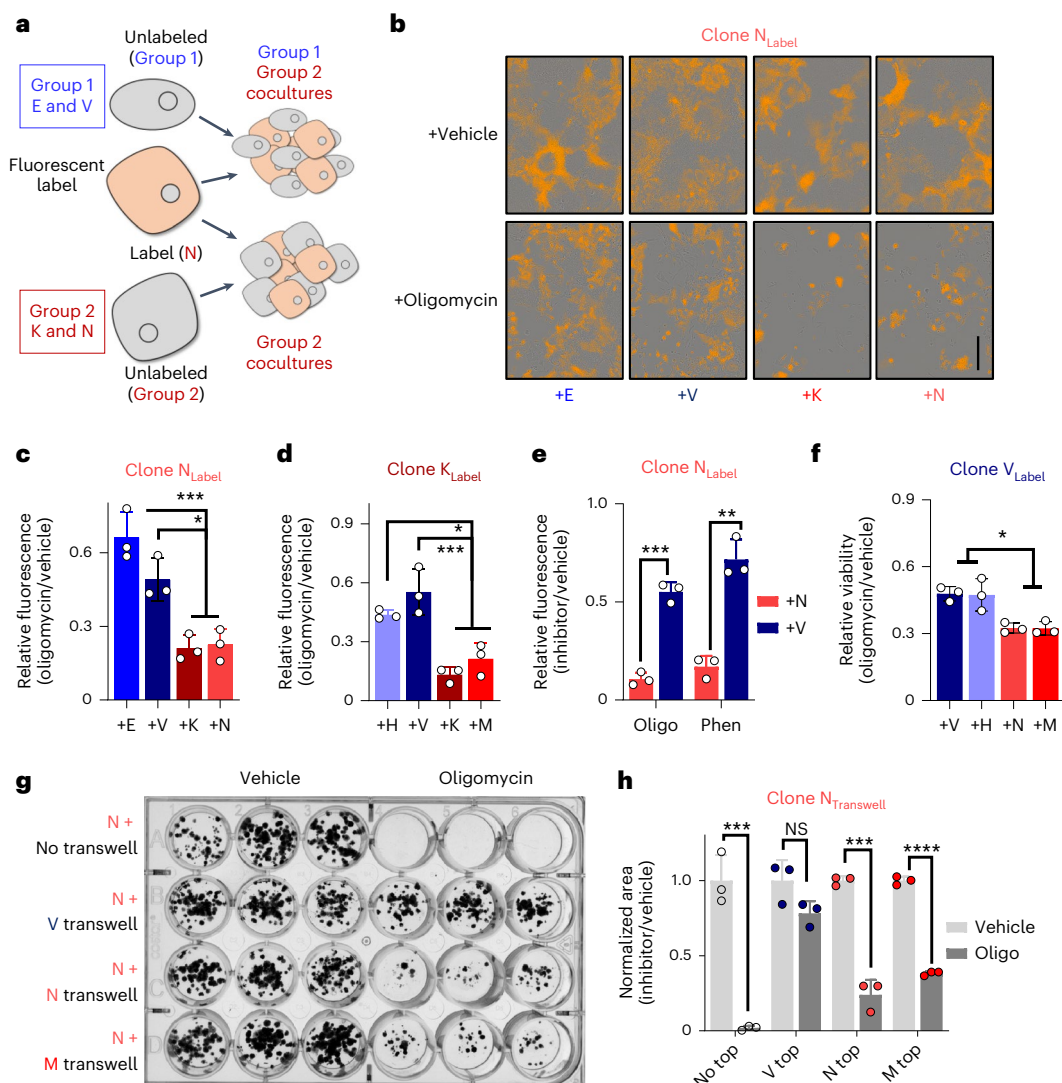 a
Unlabeled
(Group 1)
Group 1
E and V
Fluorescent
label
Label (N)
Group 2
K and N
Unlabeled
(Group 2)
Group 1
Group 2
cocultures
Group 2
cocultures
b
Clone NLabel
+Vehicle
+Oligomycin
+E +V +K +N
c
Clone NLabel
Relative fluorescence
(oligomycin/vehicle)
0.6
0.3
0
***
*
+E +V +K +N
d
Clone KLabel
Relative fluorescence
(oligomycin/vehicle)
0.9
0.6
0.3
0
*
***
+H +V +K +M
e
Clone NLabel
Relative fluorescence
(inhibitor/vehicle)
1.0
0.5
0
***
**
+N
+V
Oligo Phen
f
Clone VLabel
Relative viability
(oligomycin/vehicle)
0.9
0.6
0.3
0
*
+V +H +N +M
g
Vehicle Oligomycin
N +
No transwell
N +
V transwell
N +
N transwell
N +
M transwell
h
Clone NTranswell
Normalized area
(inhibitor/vehicle)
1.0
0.5
0
*** NS *** ****
Vehicle
Oligo
No top V top N top M top